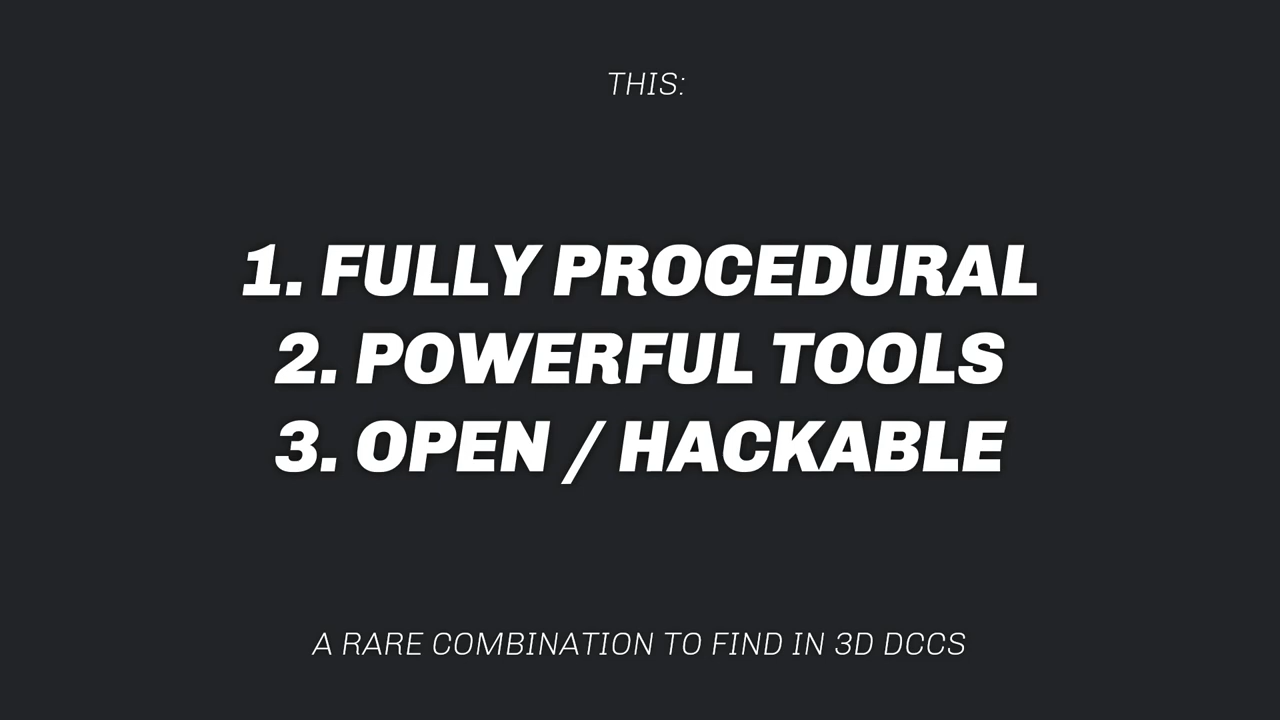 THIS:
1. FULLY PROCEDURAL
2. POWERFUL TOOLS
3. OPEN / HACKABLE
A RARE COMBINATION TO FIND IN 3D DCCS